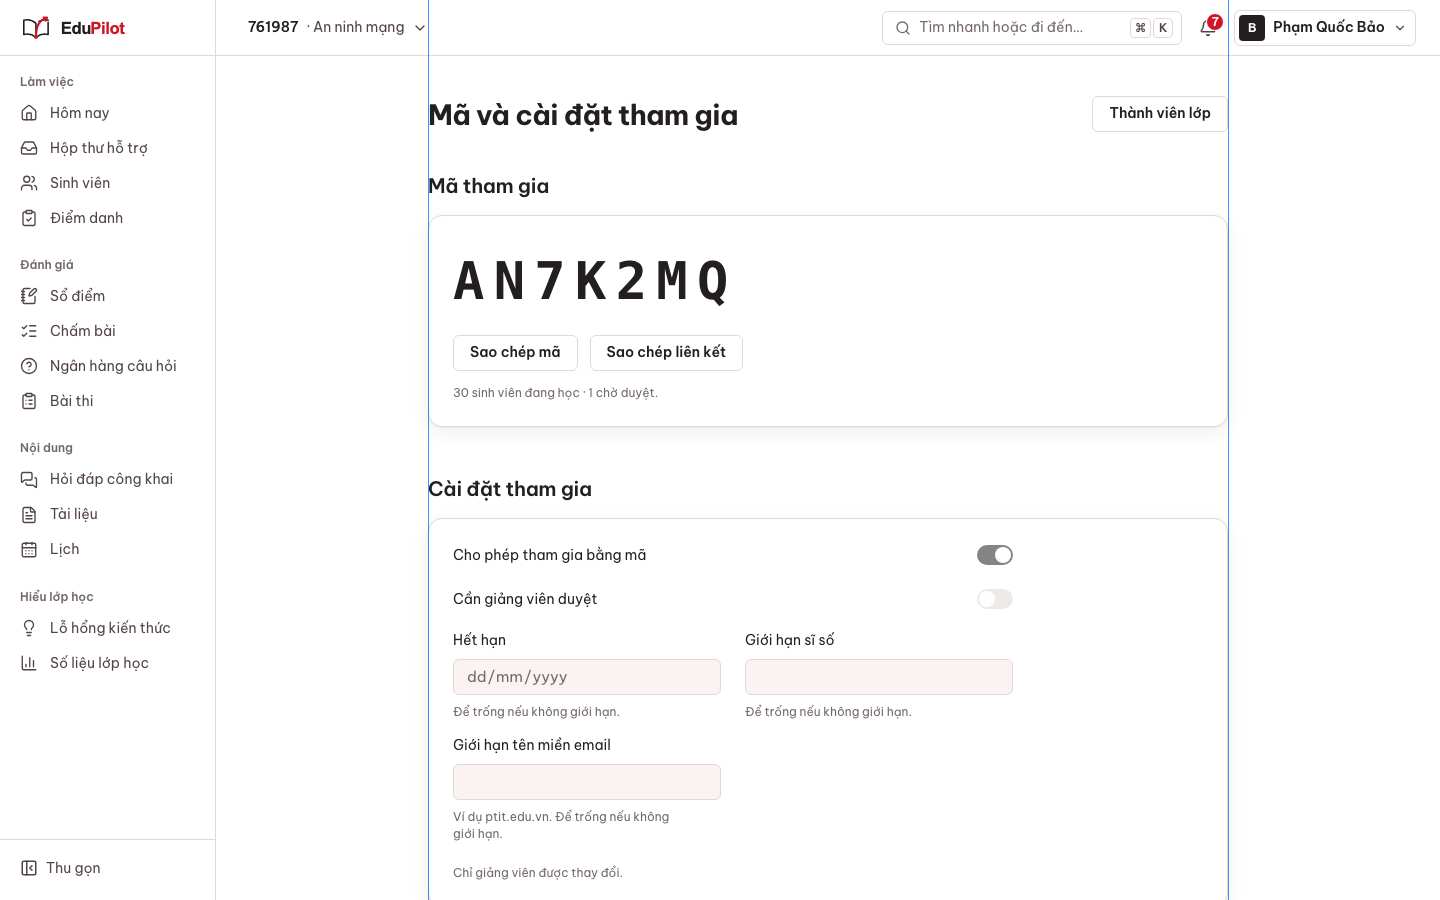 EduPilot
761987 · An ninh mạng
Tìm nhanh hoặc đi đến...
⌘ K
7
B Phạm Quốc Bảo
Làm việc
Hôm nay
Hộp thư hỗ trợ
Sinh viên
Điểm danh
Đánh giá
Sổ điểm
Chấm bài
Ngân hàng câu hỏi
Bài thi
Nội dung
Hỏi đáp công khai
Tài liệu
Lịch
Hiểu lớp học
Lỗ hổng kiến thức
Số liệu lớp học
Thu gọn
Mã và cài đặt tham gia
Thành viên lớp
Mã tham gia
AN7K2MQ
Sao chép mã
Sao chép liên kết
30 sinh viên đang học · 1 chờ duyệt.
Cài đặt tham gia
Cho phép tham gia bằng mã
Cần giảng viên duyệt
Hết hạn
dd/mm/yyyy
Để trống nếu không giới hạn.
Giới hạn sĩ số
Để trống nếu không giới hạn.
Giới hạn tên miền email
Ví dụ ptit.edu.vn. Để trống nếu không
giới hạn.
Chỉ giảng viên được thay đổi.